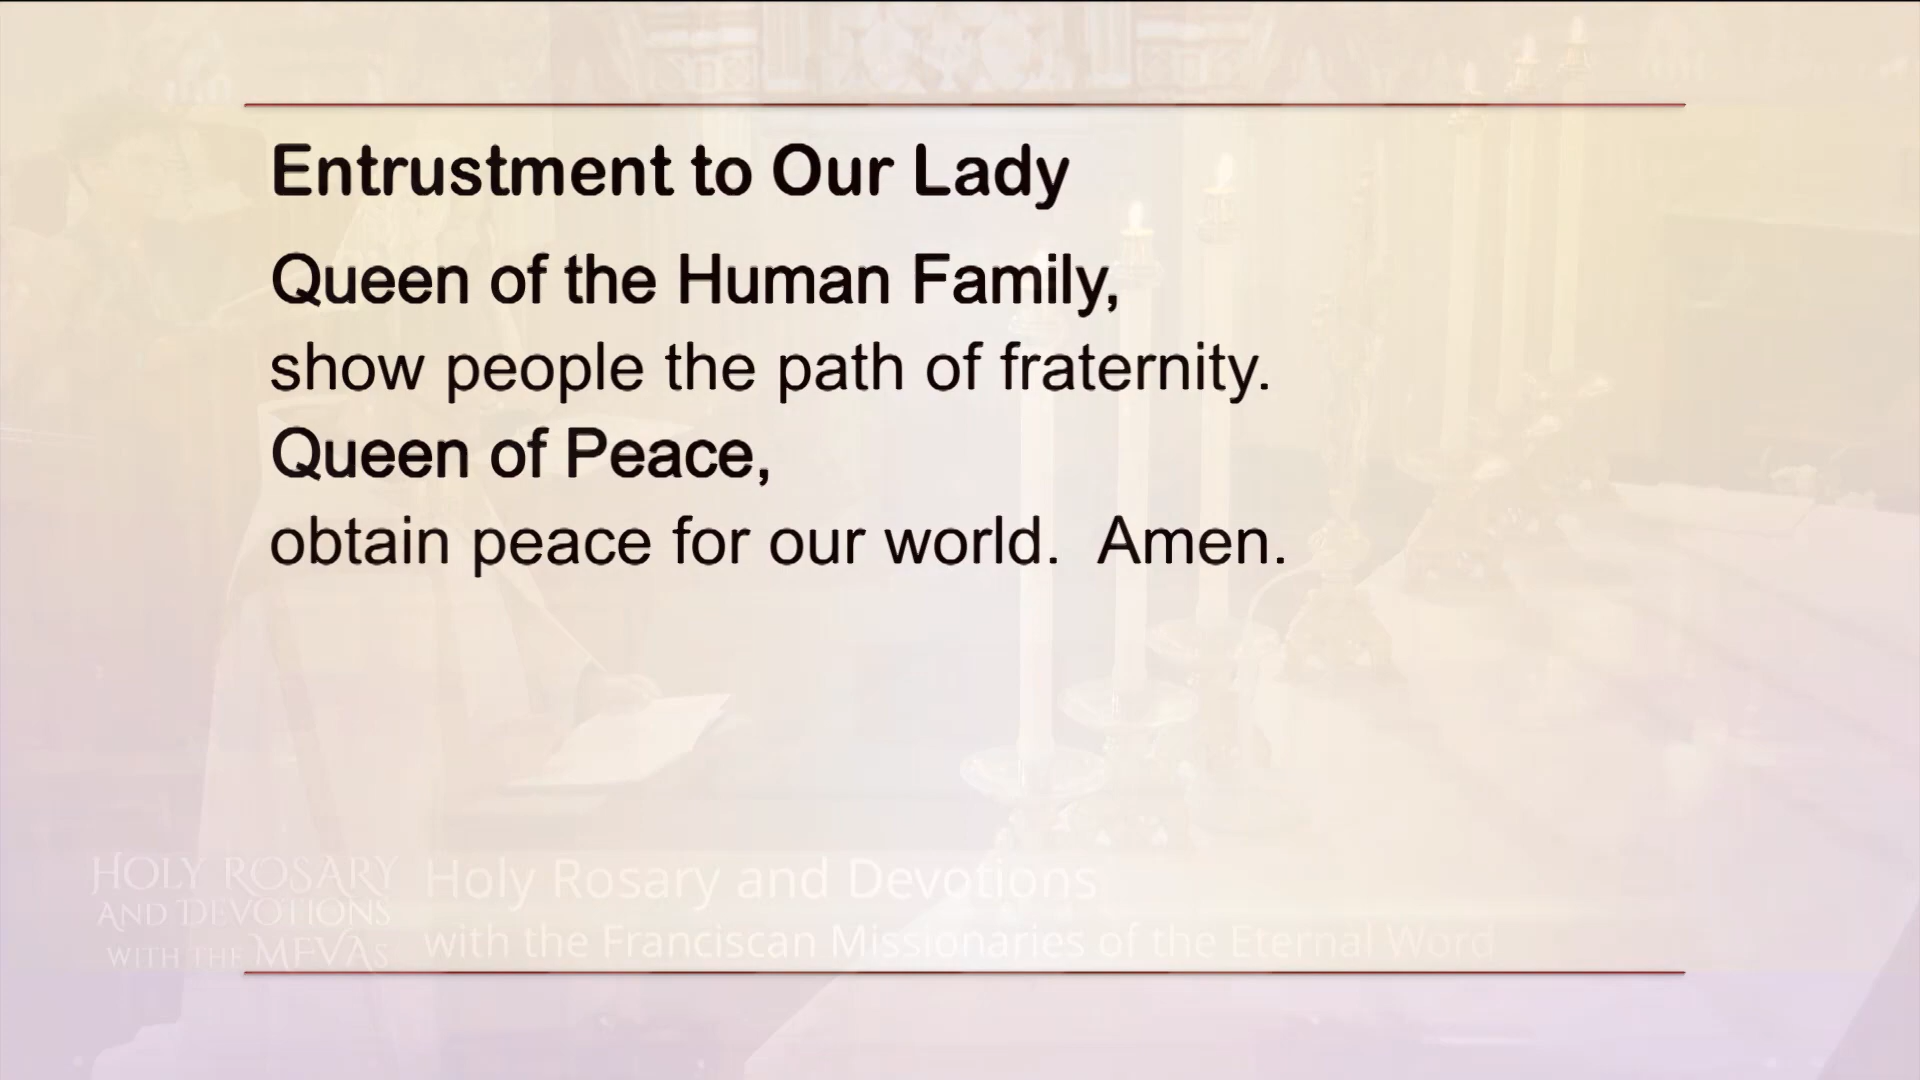 Entrustment to Our Lady
Queen of the Human Family,
show people the path of fraternity.
Queen of Peace,
obtain peace for our world.  Amen.
HOLY ROSARY
AND DEVOTIONS
WITH THE MFVAS
Holy Rosary and Devotions
with the Franciscan Missionaries of the Eternal Word